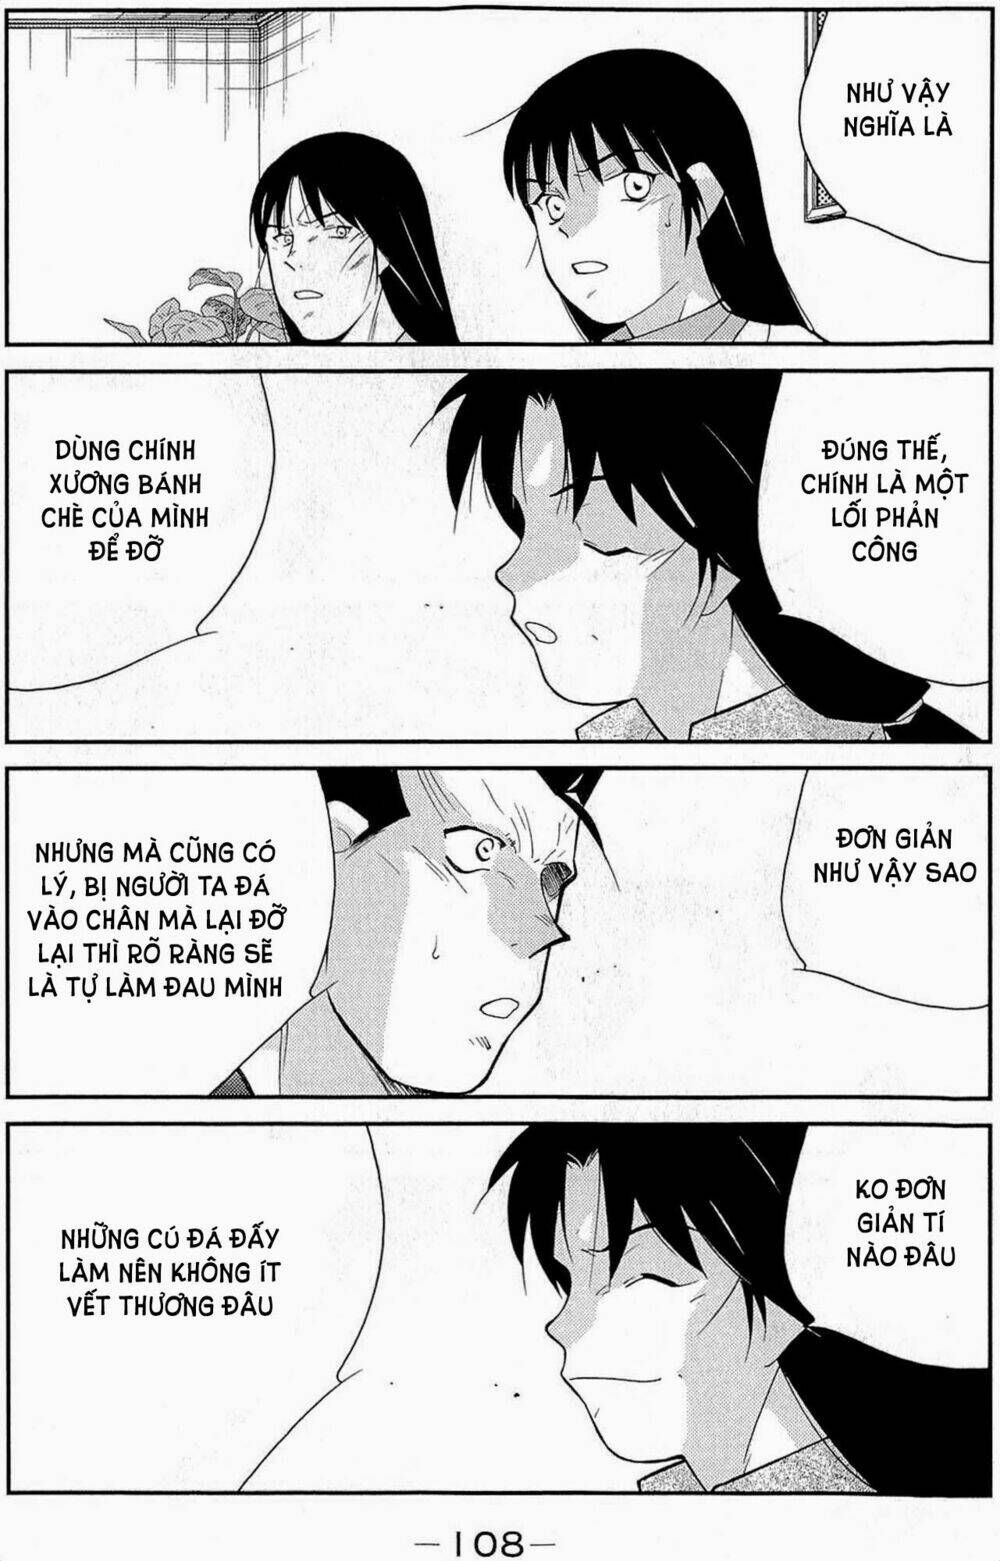 NHƯ VẬY
NGHĨA LÀ
ĐÚNG THẾ,
CHÍNH LÀ MỘT
LỐI PHẢN
CÔNG
DÙNG CHÍNH
XƯƠNG BÁNH
CHÈ CỦA MÌNH
ĐỂ ĐỠ
ĐƠN GIẢN
NHƯ VẬY SAO
NHƯNG MÀ CŨNG CÓ
LÝ, BỊ NGƯỜI TA ĐÁ
VÀO CHÂN MÀ LẠI ĐỠ
LẠI THÌ RÕ RÀNG SẼ
LÀ TỰ LÀM ĐAU MÌNH
KO ĐƠN
GIẢN TÍ
NÀO ĐÂU
NHỮNG CÚ ĐÁ ĐẤY
LÀM NÊN KHÔNG ÍT
VẾT THƯƠNG ĐÂU
-108-